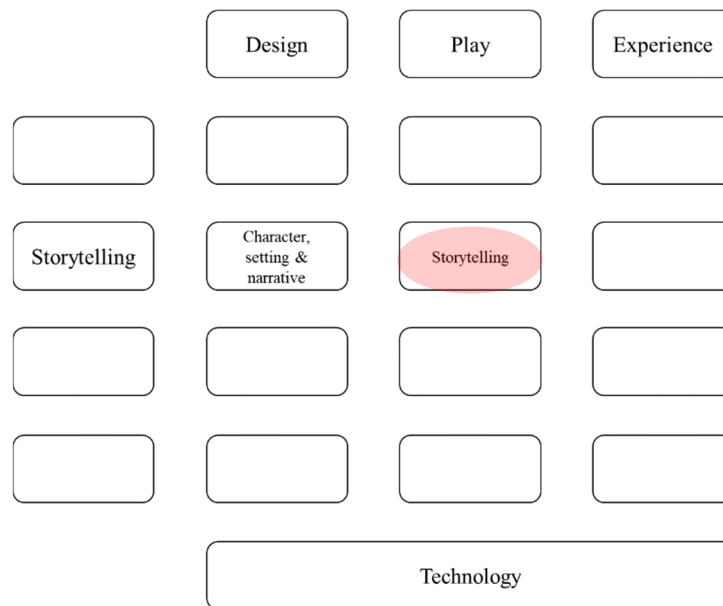 Design
Play
Experience
Storytelling
Character,
setting &
narrative
Storytelling
Technology